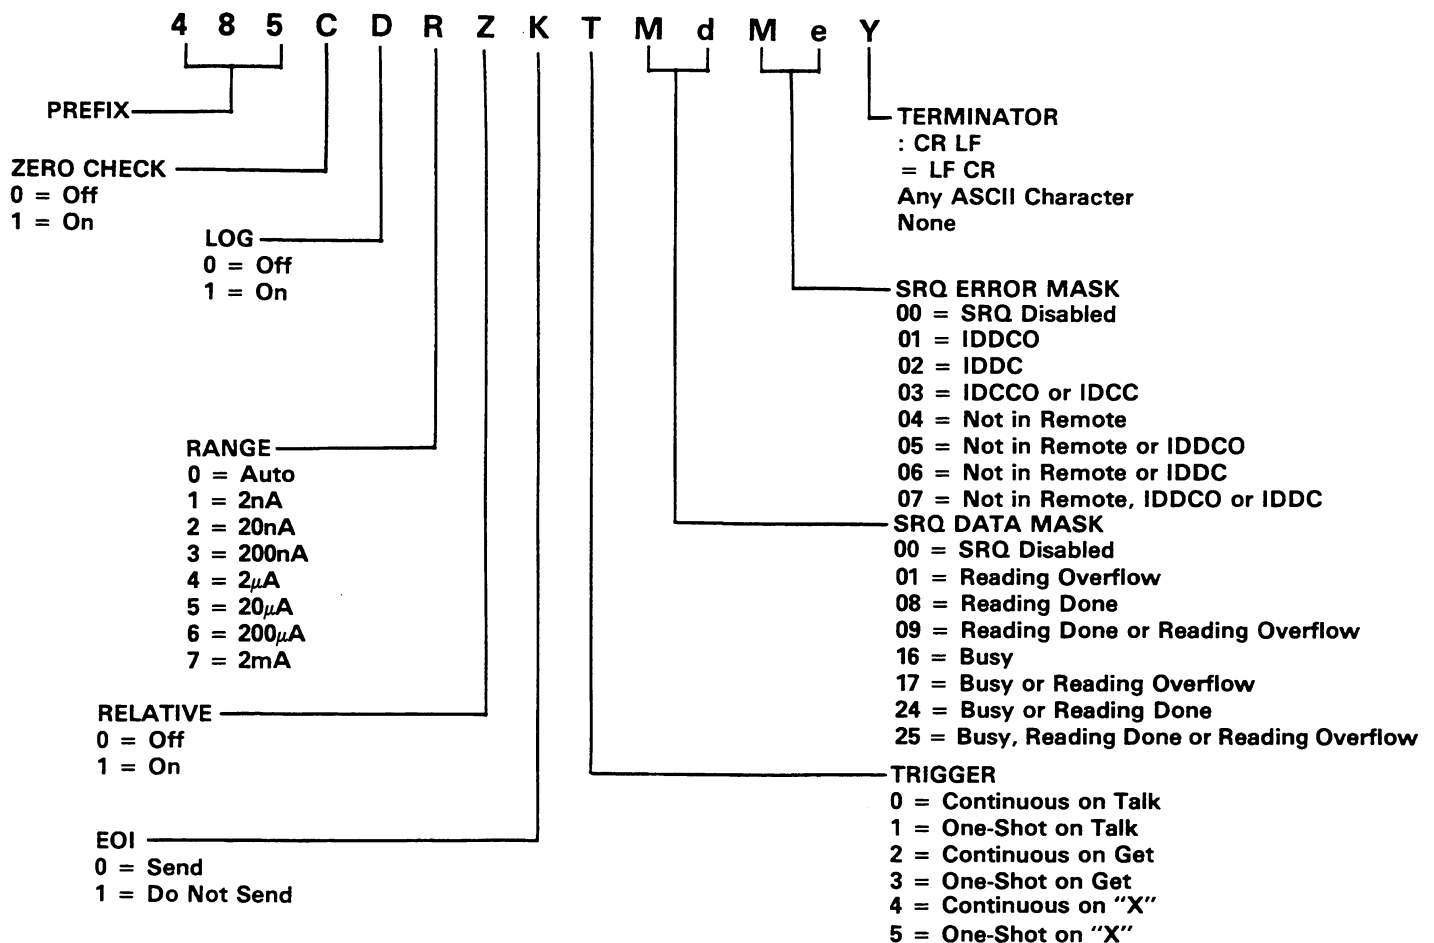 4 8 5 C D R Z K T M d M e Y
PREFIX
ZERO CHECK
0 = Off
1 = On
LOG
0 = Off
1 = On
RANGE
0 = Auto
1 = 2nA
2 = 20nA
3 = 200nA
4 = 2μA
5 = 20μA
6 = 200μA
7 = 2mA
RELATIVE
0 = Off
1 = On
EOI
0 = Send
1 = Do Not Send
TERMINATOR
: CR LF
= LF CR
Any ASCII Character
None
SRQ ERROR MASK
00 = SRQ Disabled
01 = IDDCO
02 = IDDC
03 = IDCCO or IDCC
04 = Not in Remote
05 = Not in Remote or IDDCO
06 = Not in Remote or IDDC
07 = Not in Remote, IDDCO or IDDC
SRQ DATA MASK
00 = SRQ Disabled
01 = Reading Overflow
08 = Reading Done
09 = Reading Done or Reading Overflow
16 = Busy
17 = Busy or Reading Overflow
24 = Busy or Reading Done
25 = Busy, Reading Done or Reading Overflow
TRIGGER
0 = Continuous on Talk
1 = One-Shot on Talk
2 = Continuous on Get
3 = One-Shot on Get
4 = Continuous on "X"
5 = One-Shot on "X"